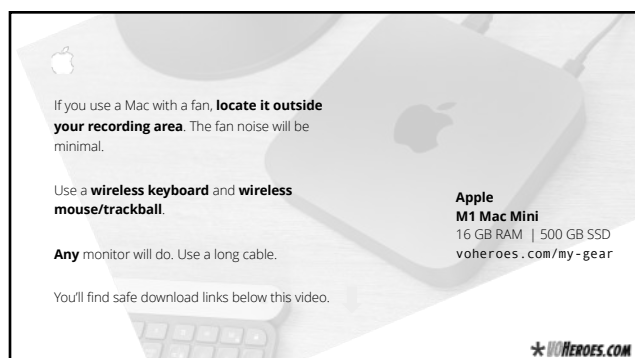 If you use a Mac with a fan, locate it outside
your recording area. The fan noise will be
minimal.
Use a wireless keyboard and wireless
mouse/trackball.
Any monitor will do. Use a long cable.
You'll find safe download links below this video.
Apple
M1 Mac Mini
16 GB RAM | 500 GB SSD
voheroes.com/my-gear
VOHEROES.COM